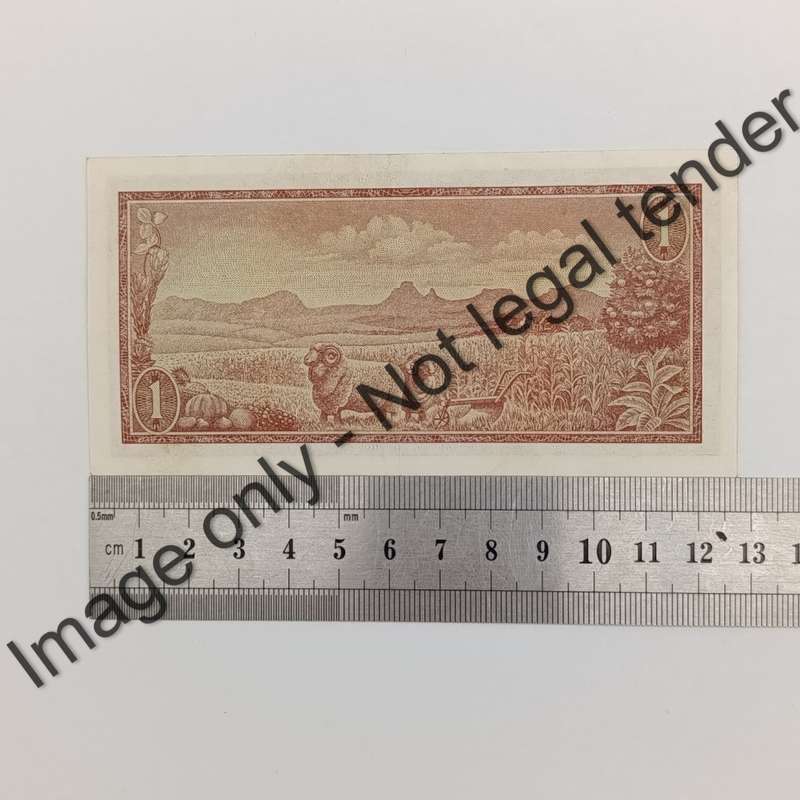 Image only - Not legal tender
1
1
0.5mm
mm
cm 1 2 3 4 5 6 7 8 9 10 11 12 13